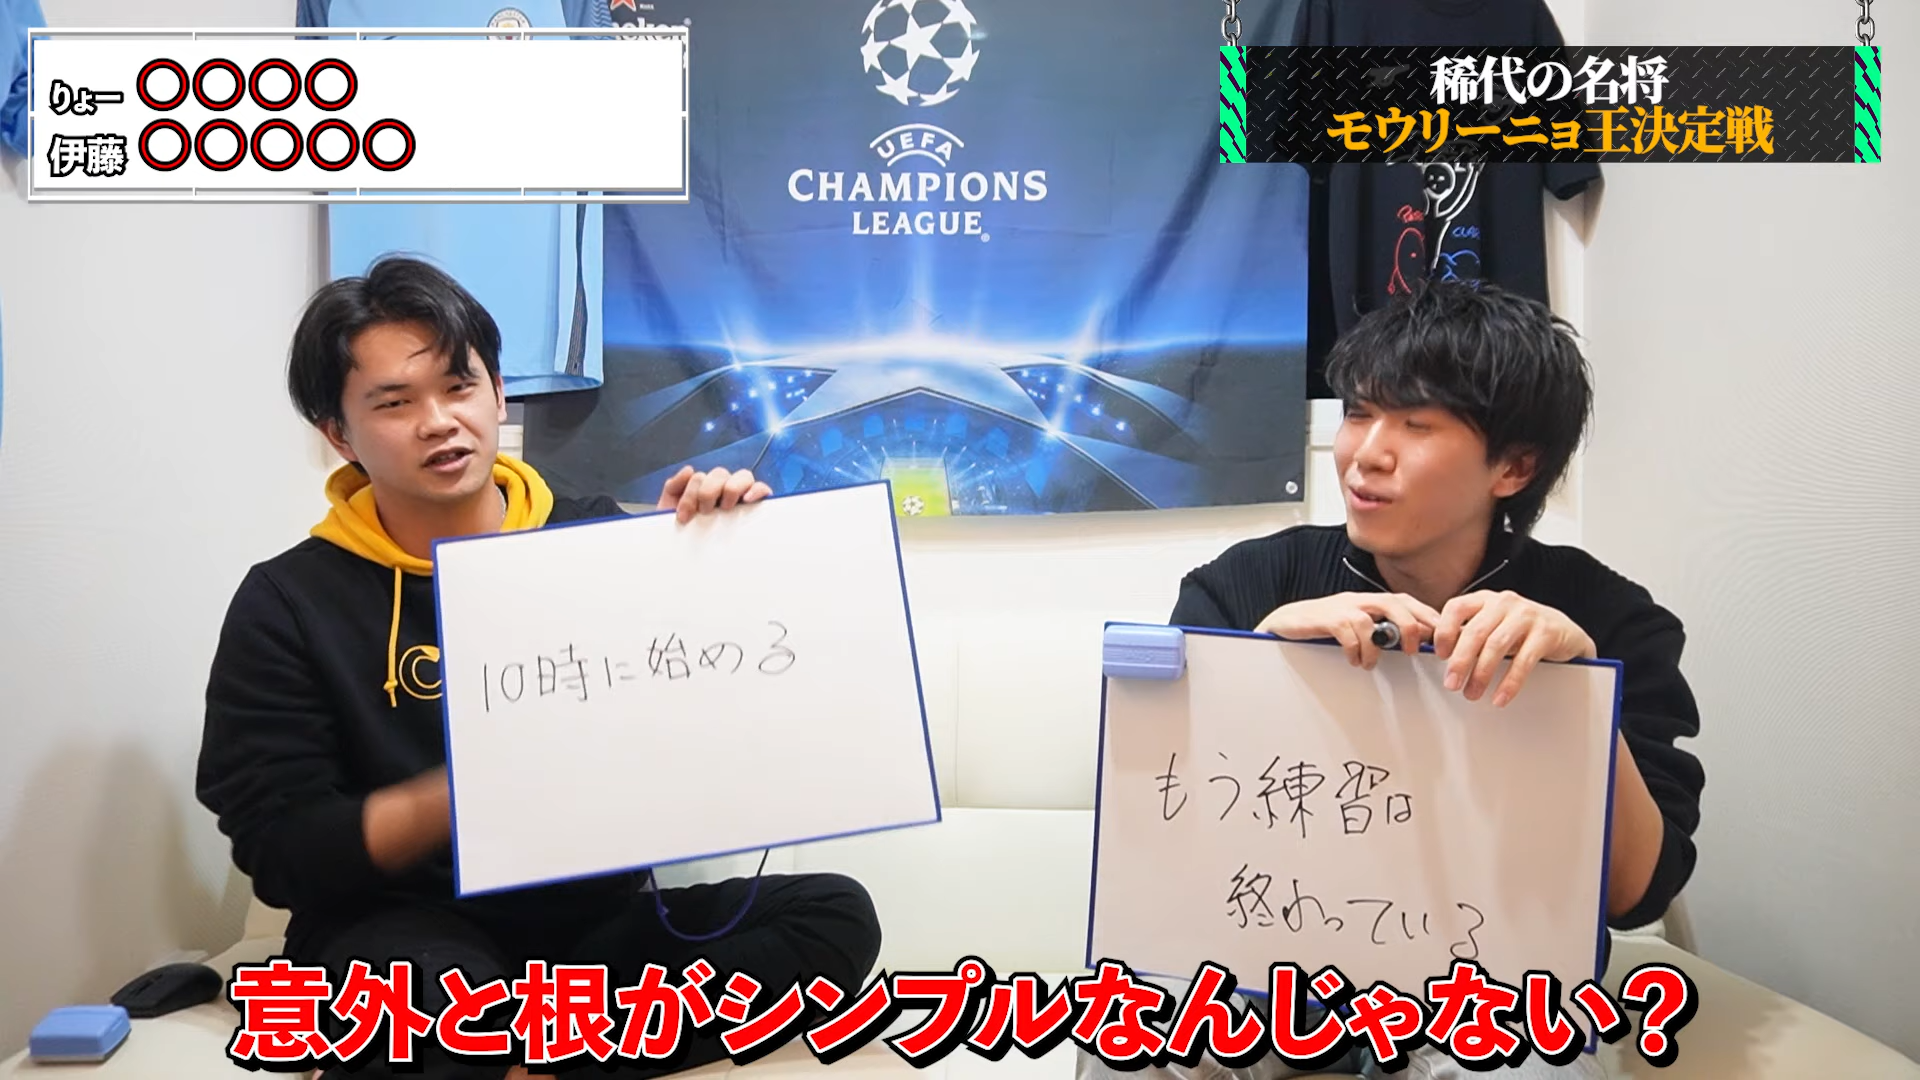 りょー
伊藤
稀代の名将
モウリーニョ王決定戦
UEFA
CHAMPIONS
LEAGUE
10時に始める
もう練習は
終わっている
意外と根がシンプルなんじゃない?